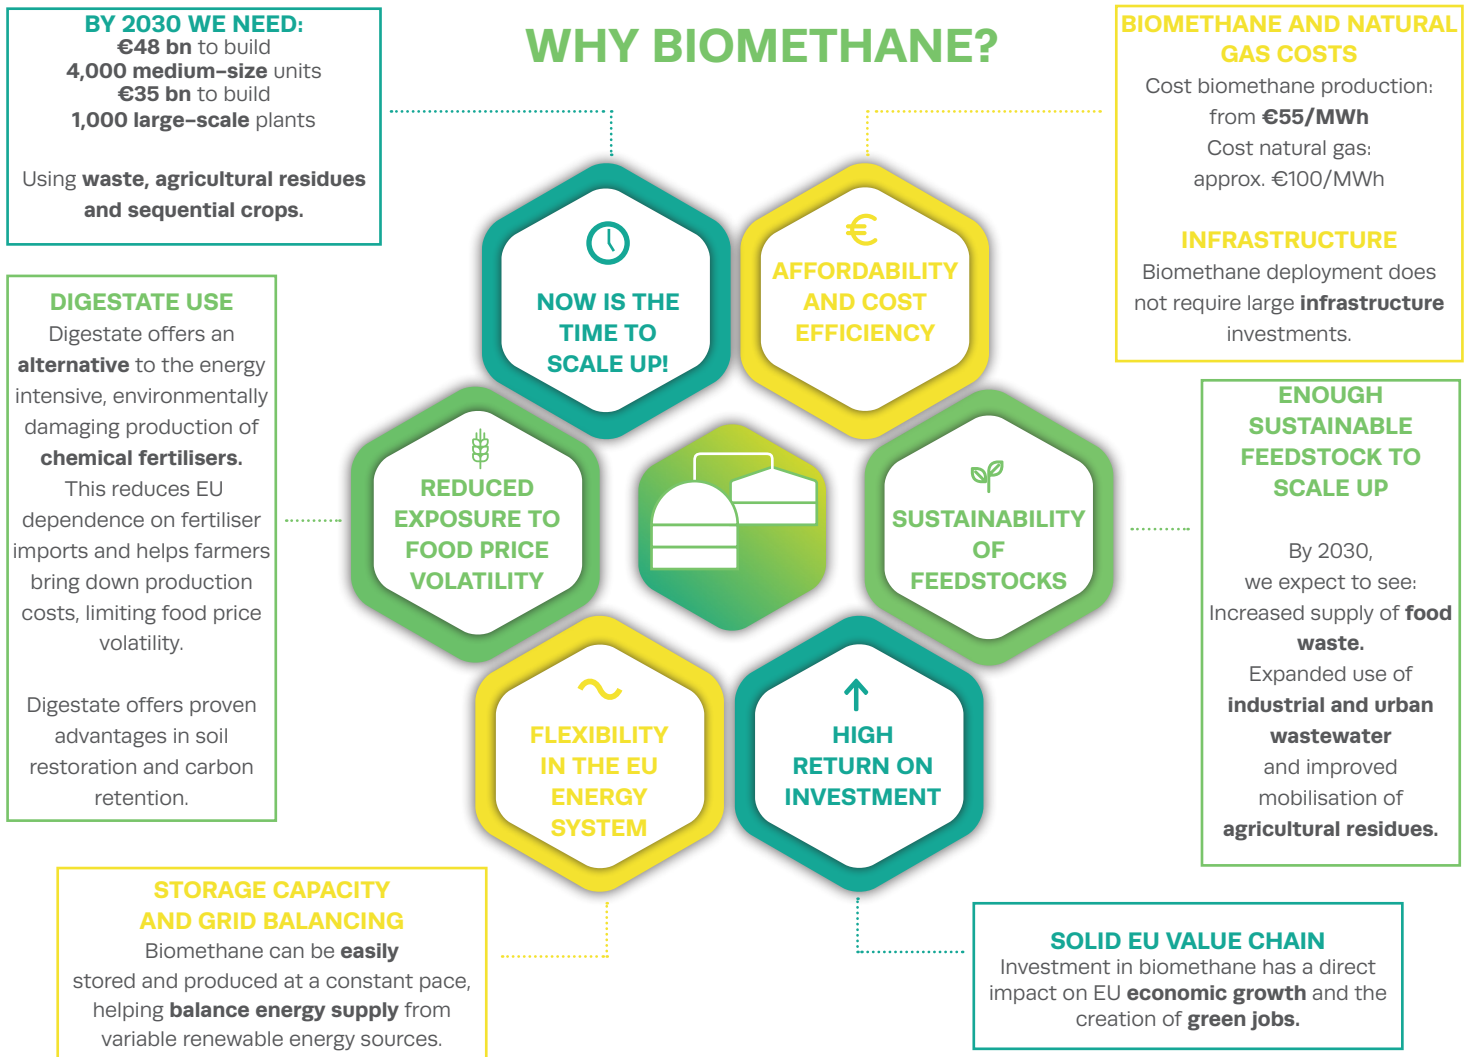 WHY BIOMETHANE?
BY 2030 WE NEED:
€48 bn to build
4,000 medium-size units
€35 bn to build
1,000 large-scale plants
Using waste, agricultural residues
and sequential crops.
NOW IS THE
TIME TO
SCALE UP!
€
AFFORDABILITY
AND COST
EFFICIENCY
BIOMETHANE AND NATURAL
GAS COSTS
Cost biomethane production:
from €55/MWh
Cost natural gas:
approx. €100/MWh
INFRASTRUCTURE
Biomethane deployment does
not require large infrastructure
investments.
DIGESTATE USE
Digestate offers an
alternative to the energy
intensive, environmentally
damaging production of
chemical fertilisers.
This reduces EU
dependence on fertiliser
imports and helps farmers
bring down production
costs, limiting food price
volatility.
Digestate offers proven
advantages in soil
restoration and carbon
retention.
REDUCED
EXPOSURE TO
FOOD PRICE
VOLATILITY
SUSTAINABILITY
OF
FEEDSTOCKS
ENOUGH
SUSTAINABLE
FEEDSTOCK TO
SCALE UP
By 2030,
we expect to see:
Increased supply of food
waste.
Expanded use of
industrial and urban
wastewater
and improved
mobilisation of
agricultural residues.
FLEXIBILITY
IN THE EU
ENERGY
SYSTEM
HIGH
RETURN ON
INVESTMENT
STORAGE CAPACITY
AND GRID BALANCING
Biomethane can be easily
stored and produced at a constant pace,
helping balance energy supply from
variable renewable energy sources.
SOLID EU VALUE CHAIN
Investment in biomethane has a direct
impact on EU economic growth and the
creation of green jobs.